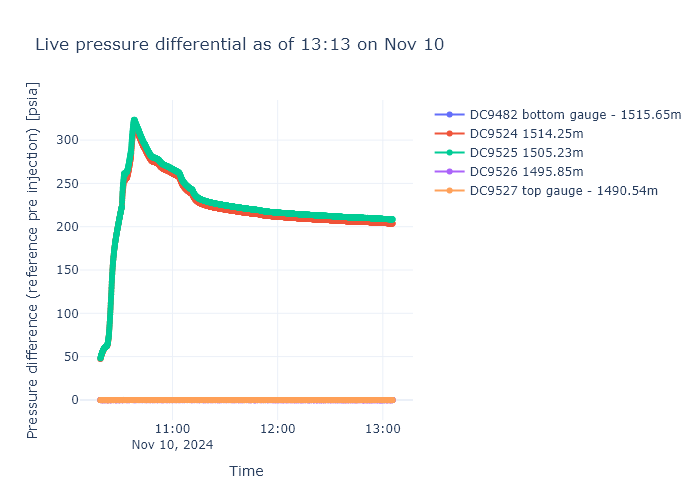 Live pressure differential as of 13:13 on Nov 10
Pressure difference (reference pre injection) [psia]
300
250
200
150
100
50
0
11:00
Nov 10, 2024
12:00
13:00
Time
DC9482 bottom gauge - 1515.65m
DC9524 1514.25m
DC9525 1505.23m
DC9526 1495.85m
DC9527 top gauge - 1490.54m